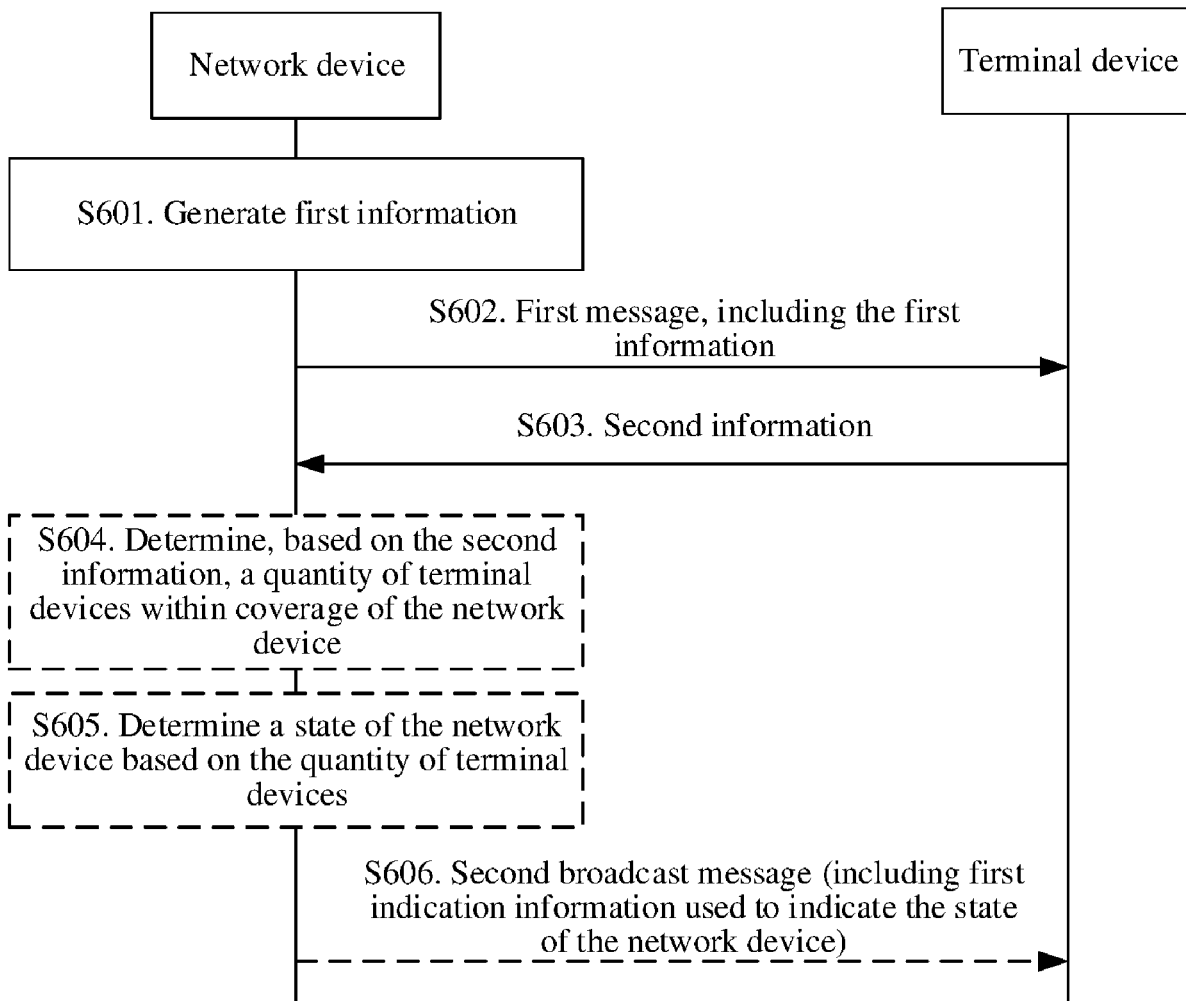 Network device
Terminal device
S601. Generate first information
S602. First message, including the first
information
S603. Second information
S604. Determine, based on the second
information, a quantity of terminal
devices within coverage of the network
device
S605. Determine a state of the network
device based on the quantity of terminal
devices
S606. Second broadcast message (including first
indication information used to indicate the state
of the network device)